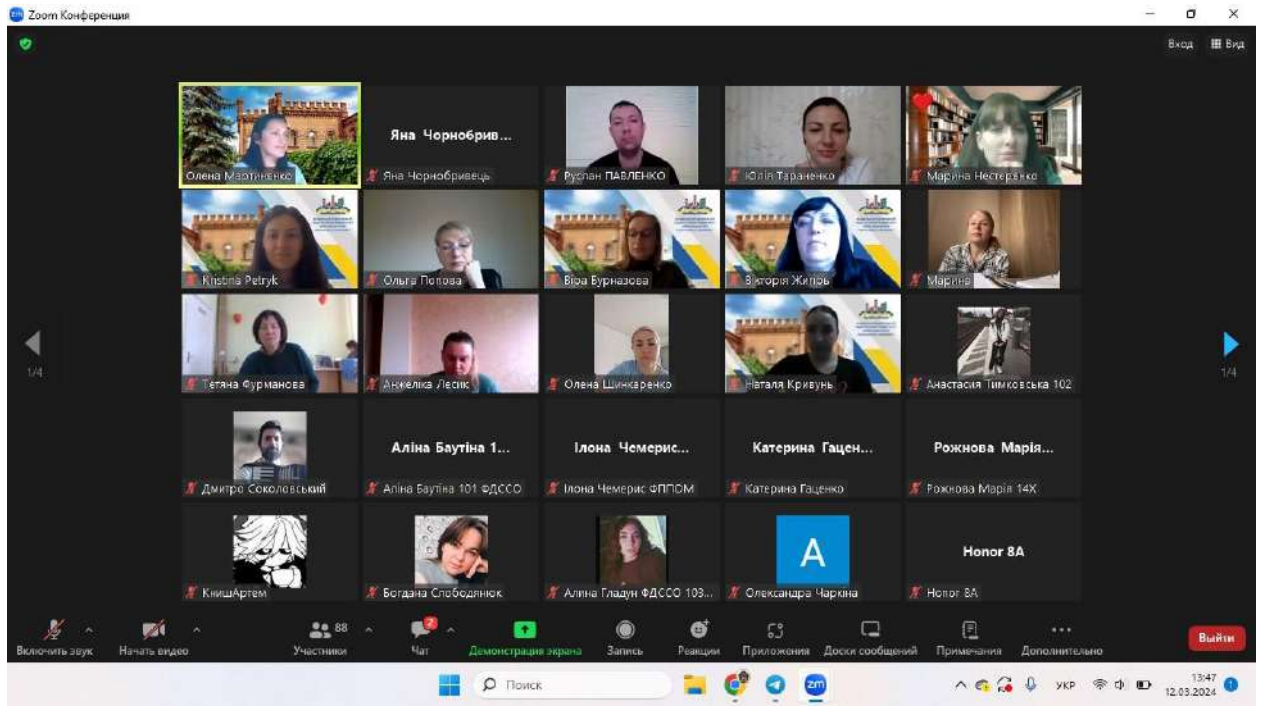 Zoom Конференция
Вход
Вид
Олена Мартиненко
Яна Чорнобрив...
Яна Чорнобривець
Руслан ПАВЛЕНКО
Юлія Тараненко
Марина Нестеренко
Kristina Petryk
Ольга Попова
Віра Бурназова
Вікторія Жигорь
Марина
Тетяна Фурманова
Анжеліка Лесик
Олена Шинкаренко
Наталя Кривунь
Анастасия Тимковська 102
1/4
1/4
Дмитро Соколовський
Аліна Баутіна 1...
Аліна Баутіна 101 ФДССО
Ілона Чемерис...
Ілона Чемерис ФППОМ
Катерина Гацен...
Катерина Гаценко
Рожнова Марія...
Рожнова Марія 14Х
КнишАртем
Богдана Слободянюк
Алина Гладун ФДССО 103...
А
Олександра Чаркіна
Honor 8A
Honor 8A
Включить звук
Начать видео
88
Участники
2
Чат
Демонстрация экрана
Запись
Реакции
Приложения
Доски сообщений
Примечания
Дополнительно
Выйти
Поиск
zm
УКР
13:47
12.03.2024
1